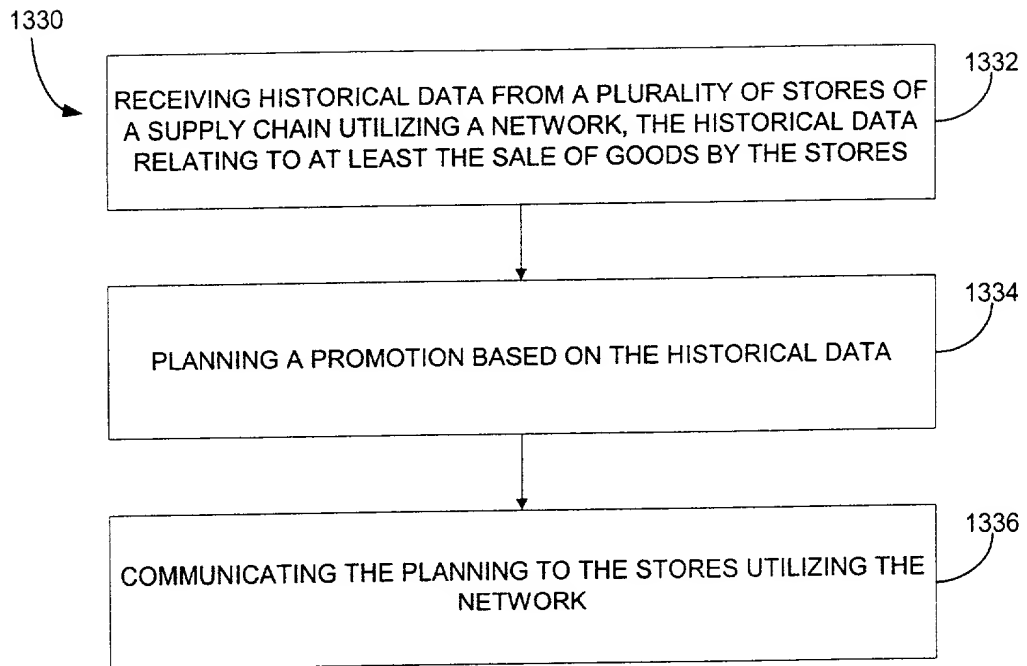 1330
1332
RECEIVING HISTORICAL DATA FROM A PLURALITY OF STORES OF
A SUPPLY CHAIN UTILIZING A NETWORK, THE HISTORICAL DATA
RELATING TO AT LEAST THE SALE OF GOODS BY THE STORES
1334
PLANNING A PROMOTION BASED ON THE HISTORICAL DATA
1336
COMMUNICATING THE PLANNING TO THE STORES UTILIZING THE
NETWORK